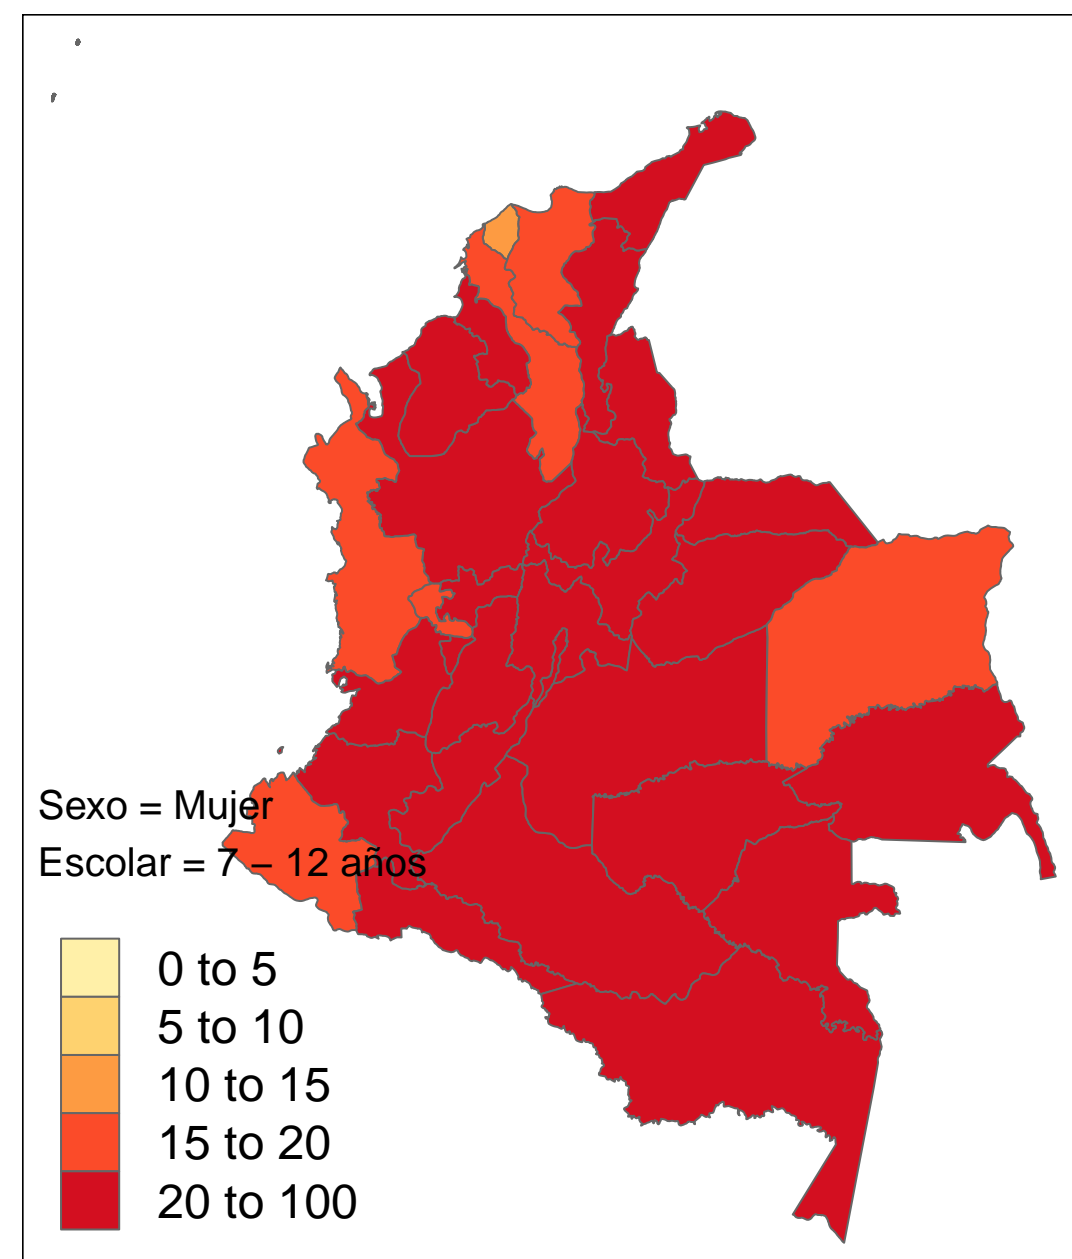 Sexo = Mujer
Escolar = 7 – 12 años
0 to 5
5 to 10
10 to 15
15 to 20
20 to 100